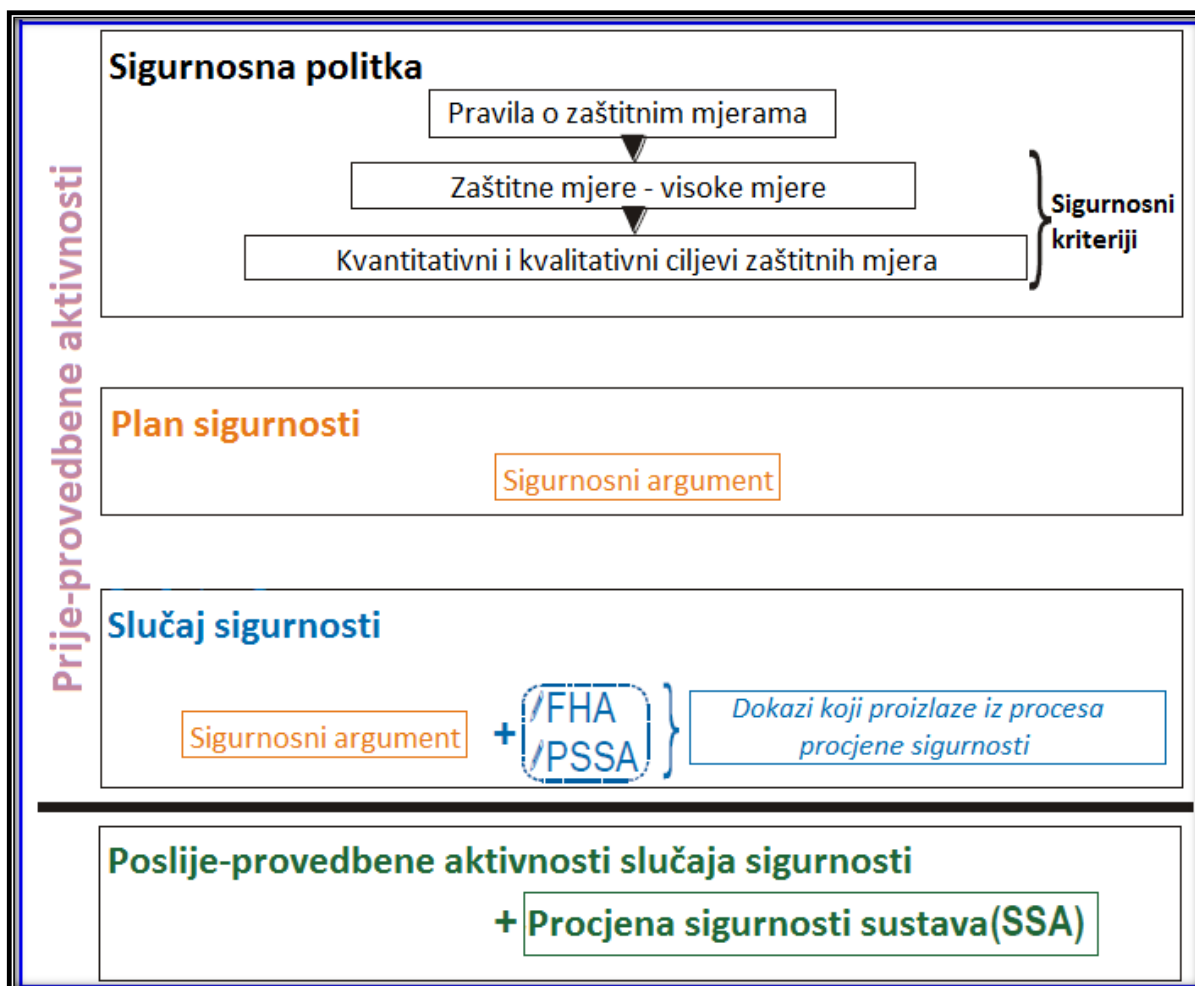 Prije-provedbene aktivnosti
Sigurnosna politka
Pravila o zaštitnim mjerama
Zaštitne mjere - visoke mjere
Kvantitativni i kvalitativni ciljevi zaštitnih mjera
Sigurnosni
kriteriji
Plan sigurnosti
Sigurnosni argument
Slučaj sigurnosti
Sigurnosni argument
+
FHA
PSSA
Dokazi koji proizlaze iz procesa
procjene sigurnosti
Poslije-provedbene aktivnosti slučaja sigurnosti
+ Procjena sigurnosti sustava(SSA)